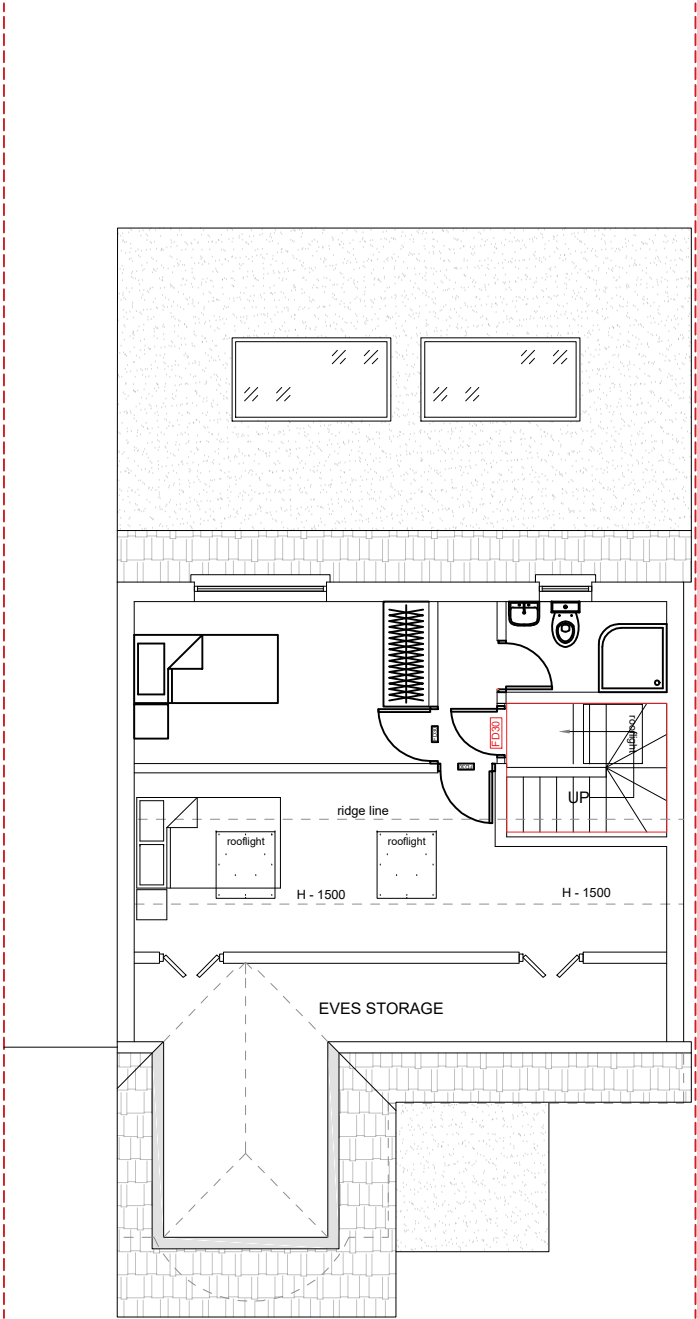 rooflight
FD30
UP
ridge line
rooflight
rooflight
H - 1500
H - 1500
EVES STORAGE